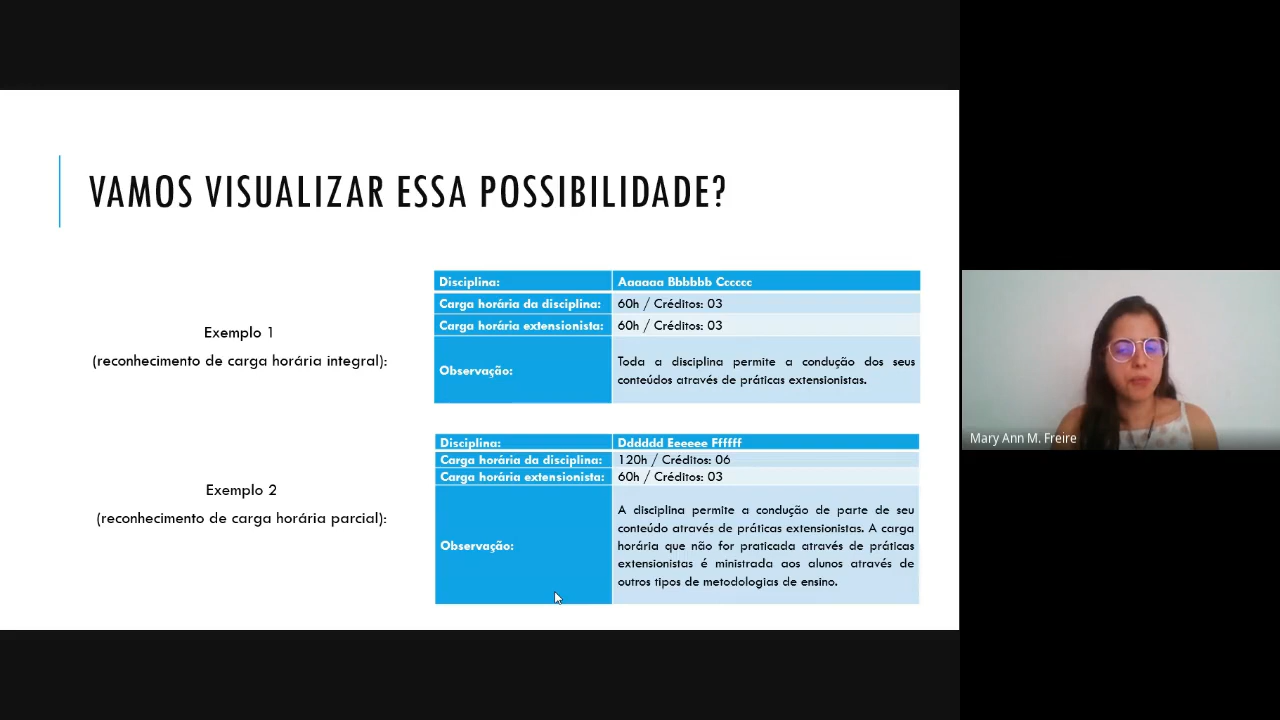 VAMOS VISUALIZAR ESSA POSSIBILIDADE?
Exemplo 1
(reconhecimento de carga horária integral):
Disciplina: Aaaaaa Bbbbbb Cccccc
Carga horária da disciplina: 60h / Créditos: 03
Carga horária extensionista: 60h / Créditos: 03
Observação:
Toda a disciplina permite a condução dos seus
conteúdos através de práticas extensionistas.
Exemplo 2
(reconhecimento de carga horária parcial):
Disciplina: Dddddd Eeeeee Ffffff
Carga horária da disciplina: 120h / Créditos: 06
Carga horária extensionista: 60h / Créditos: 03
Observação:
A disciplina permite a condução de parte de seu
conteúdo através de práticas extensionistas. A carga
horária que não for praticada através de práticas
extensionistas é ministrada aos alunos através de
outros tipos de metodologias de ensino.
Mary Ann M. Freire